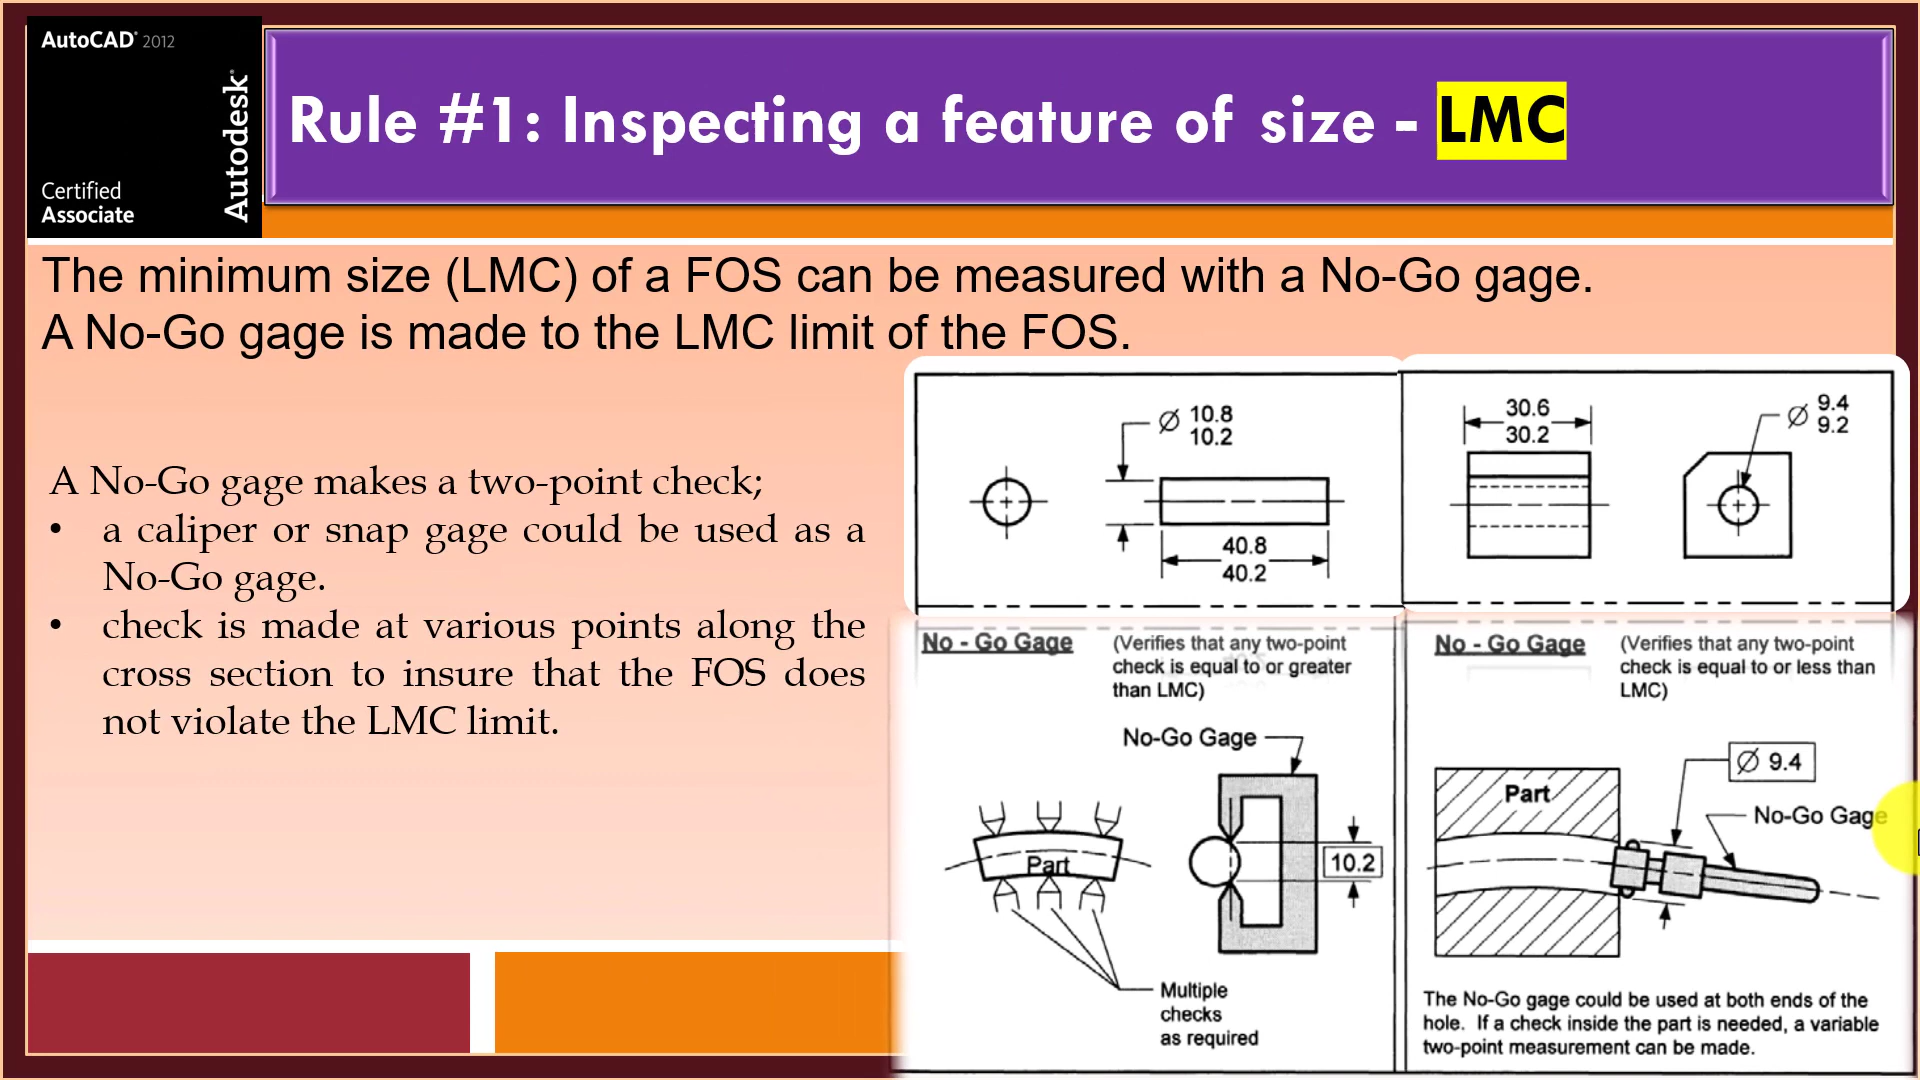 AutoCAD® 2012
Autodesk®
Certified
Associate
Rule #1: Inspecting a feature of size - LMC
The minimum size (LMC) of a FOS can be measured with a No-Go gage.
A No-Go gage is made to the LMC limit of the FOS.
A No-Go gage makes a two-point check;
• a caliper or snap gage could be used as a
No-Go gage.
• check is made at various points along the
cross section to insure that the FOS does
not violate the LMC limit.
∅ 10.8
10.2
40.8
40.2
30.6
30.2
∅ 9.4
9.2
No - Go Gage
(Verifies that any two-point
check is equal to or greater
than LMC)
No-Go Gage
Part
10.2
Multiple
checks
as required
No - Go Gage
(Verifies that any two-point
check is equal to or less than
LMC)
∅ 9.4
Part
No-Go Gage
The No-Go gage could be used at both ends of the
hole. If a check inside the part is needed, a variable
two-point measurement can be made.